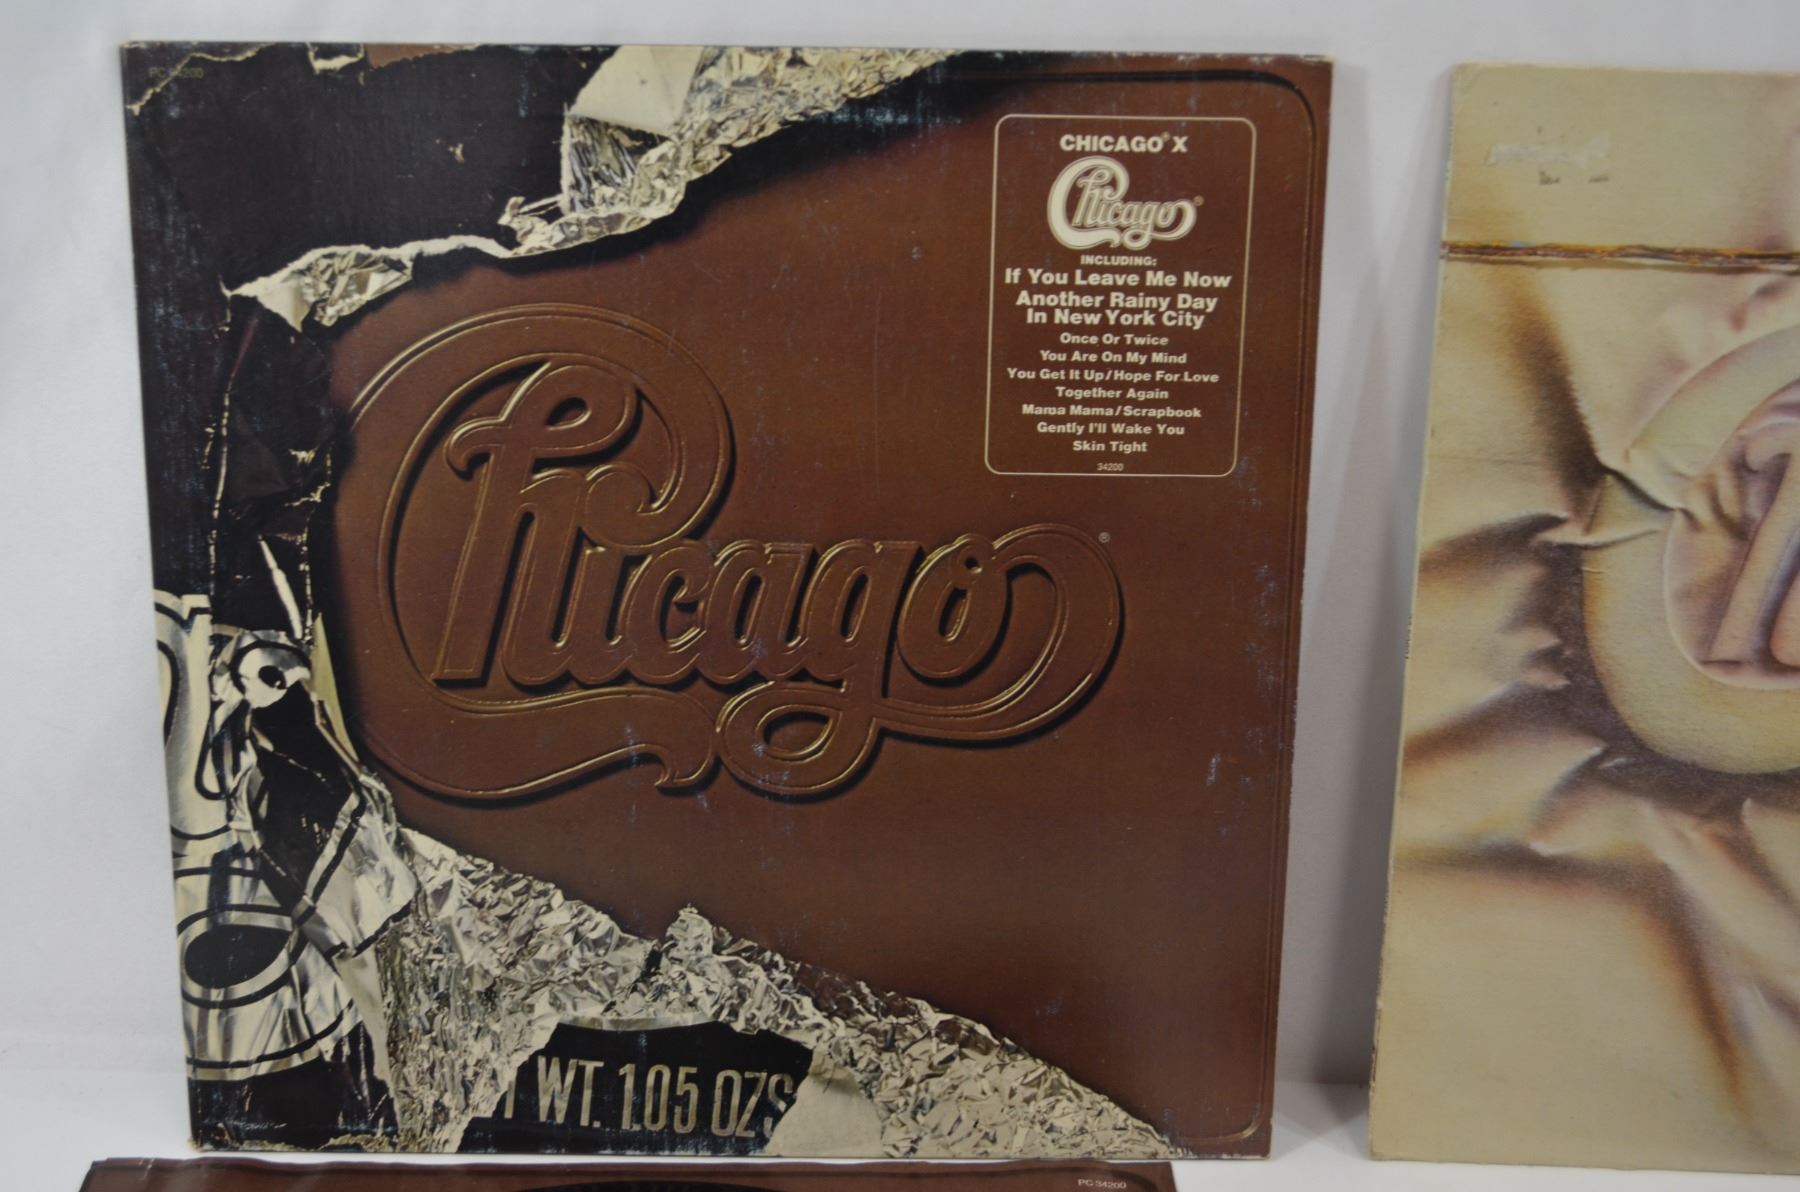 PC 34200
CHICAGO® X
Chicago®
INCLUDING:
If You Leave Me Now
Another Rainy Day
In New York City
Once Or Twice
You Are On My Mind
You Get It Up/Hope For Love
Together Again
Mama Mama/Scrapbook
Gently I'll Wake You
Skin Tight
34200
Chicago®
WT. 1.05 OZS
PC 34200